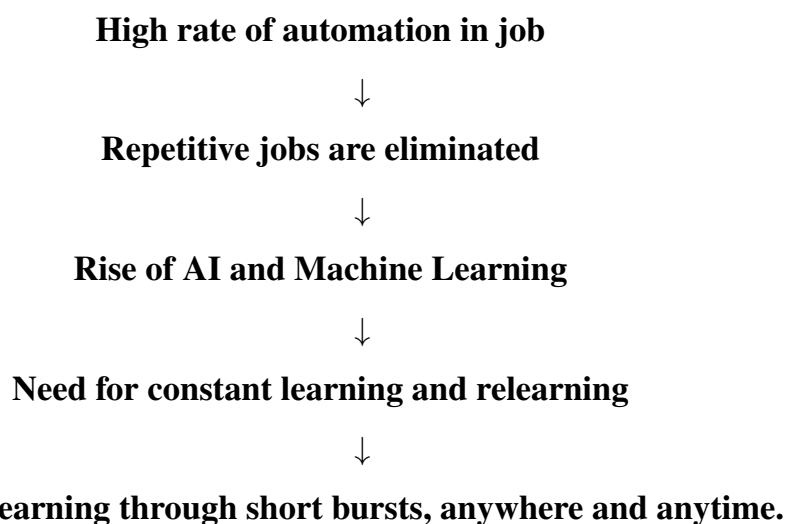 High rate of automation in job
↓
Repetitive jobs are eliminated
↓
Rise of AI and Machine Learning
↓
Need for constant learning and relearning
↓
earning through short bursts, anywhere and anytime.